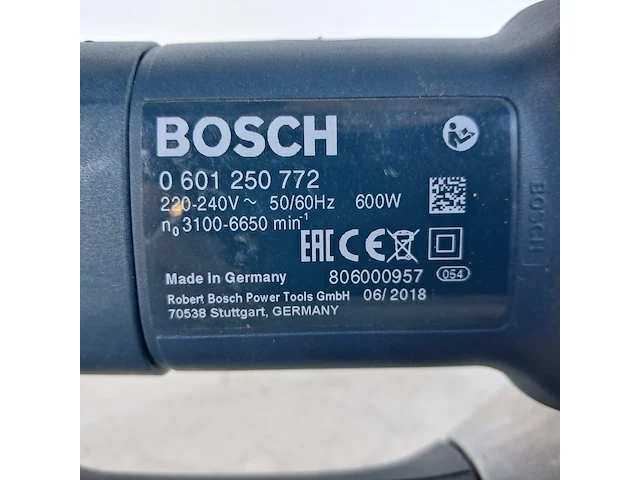 BOSCH
0 601 250 772
220-240V ~ 50/60Hz 600W
n₀ 3100-6650 min⁻¹
EAC CE
Made in Germany 806000957 054
Robert Bosch Power Tools GmbH 06/2018
70538 Stuttgart, GERMANY
BOSCH